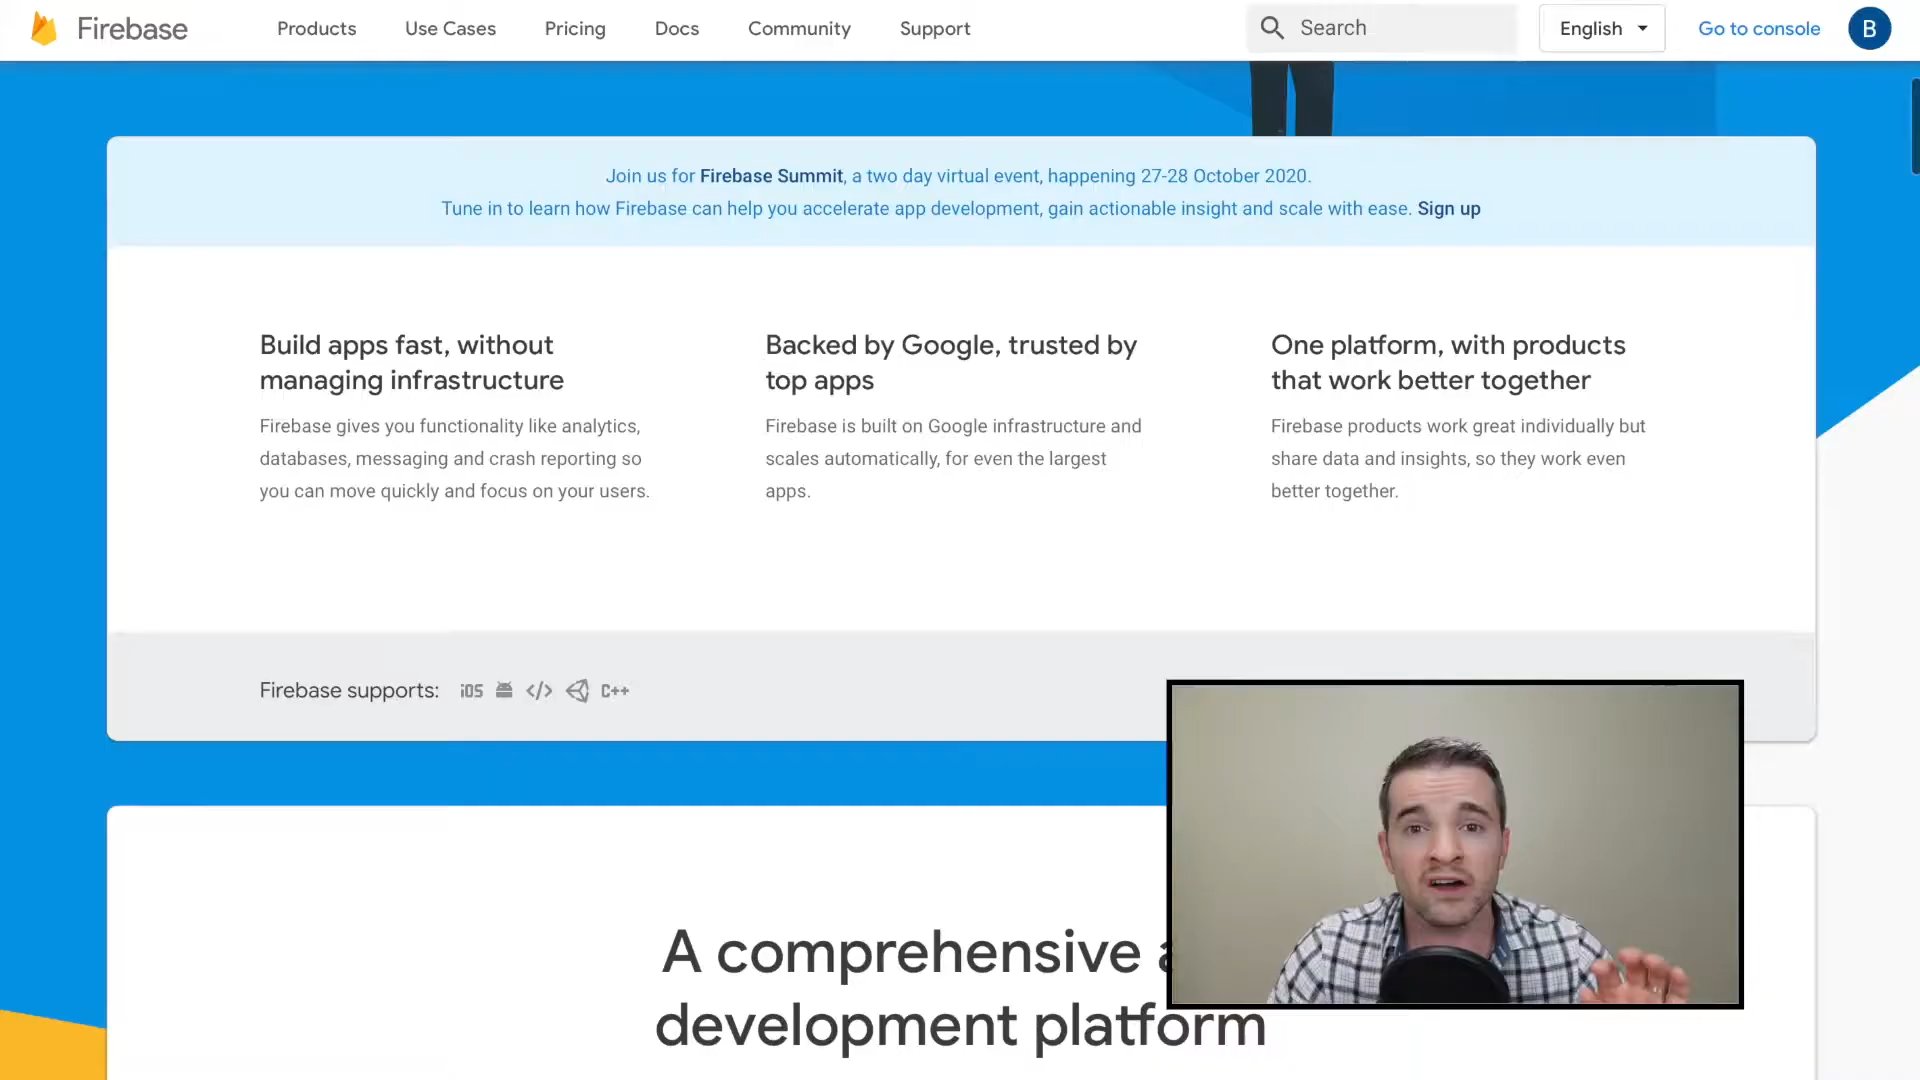 Firebase
Products
Use Cases
Pricing
Docs
Community
Support
Search
English
Go to console
B
Join us for Firebase Summit, a two day virtual event, happening 27-28 October 2020.
Tune in to learn how Firebase can help you accelerate app development, gain actionable insight and scale with ease. Sign up
Build apps fast, without
managing infrastructure
Firebase gives you functionality like analytics,
databases, messaging and crash reporting so
you can move quickly and focus on your users.
Backed by Google, trusted by
top apps
Firebase is built on Google infrastructure and
scales automatically, for even the largest
apps.
One platform, with products
that work better together
Firebase products work great individually but
share data and insights, so they work even
better together.
Firebase supports: iOS </> C++
A comprehensive
development platform